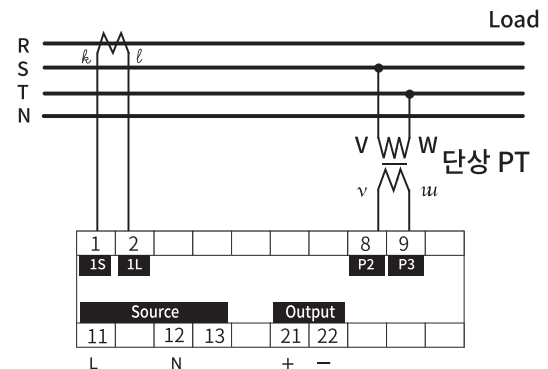 Load
R
k l
S
T
N
V W
단상 PT
v w
1 2 8 9
1S 1L P2 P3
Source Output
11 12 13 21 22
L N + −